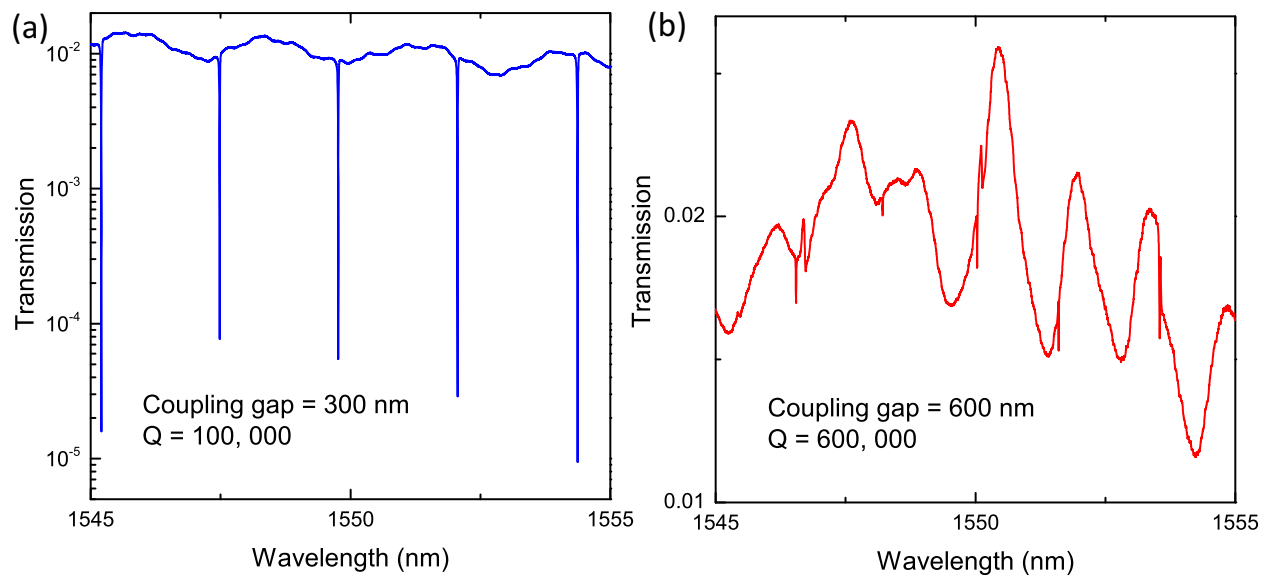 (a)
10^-2
10^-3
10^-4
10^-5
Transmission
Coupling gap = 300 nm
Q = 100, 000
1545
1550
1555
Wavelength (nm)
(b)
0.02
0.01
Transmission
Coupling gap = 600 nm
Q = 600, 000
1545
1550
1555
Wavelength (nm)